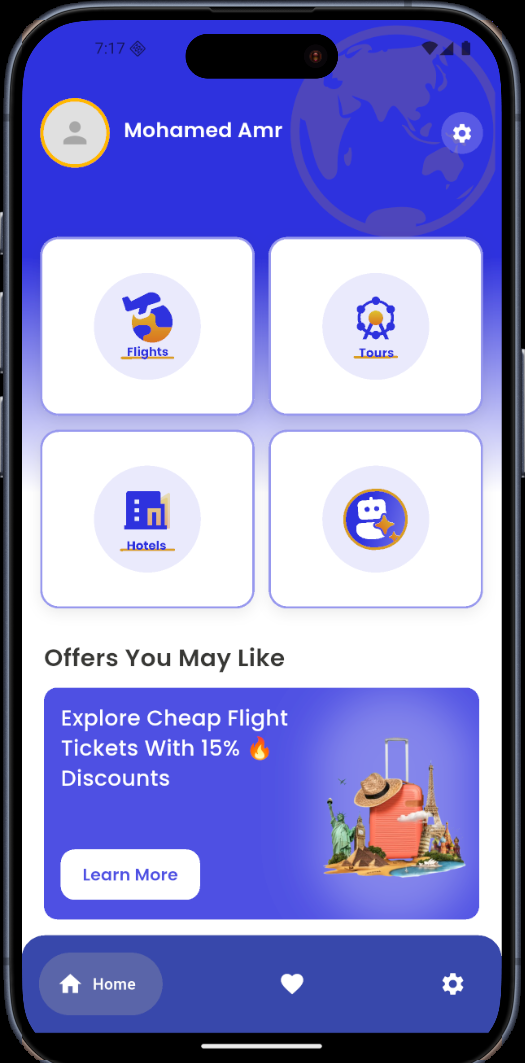 7:17
Mohamed Amr
Flights
Tours
Hotels
Offers You May Like
Explore Cheap Flight
Tickets With 15% 🔥
Discounts
Learn More
Home